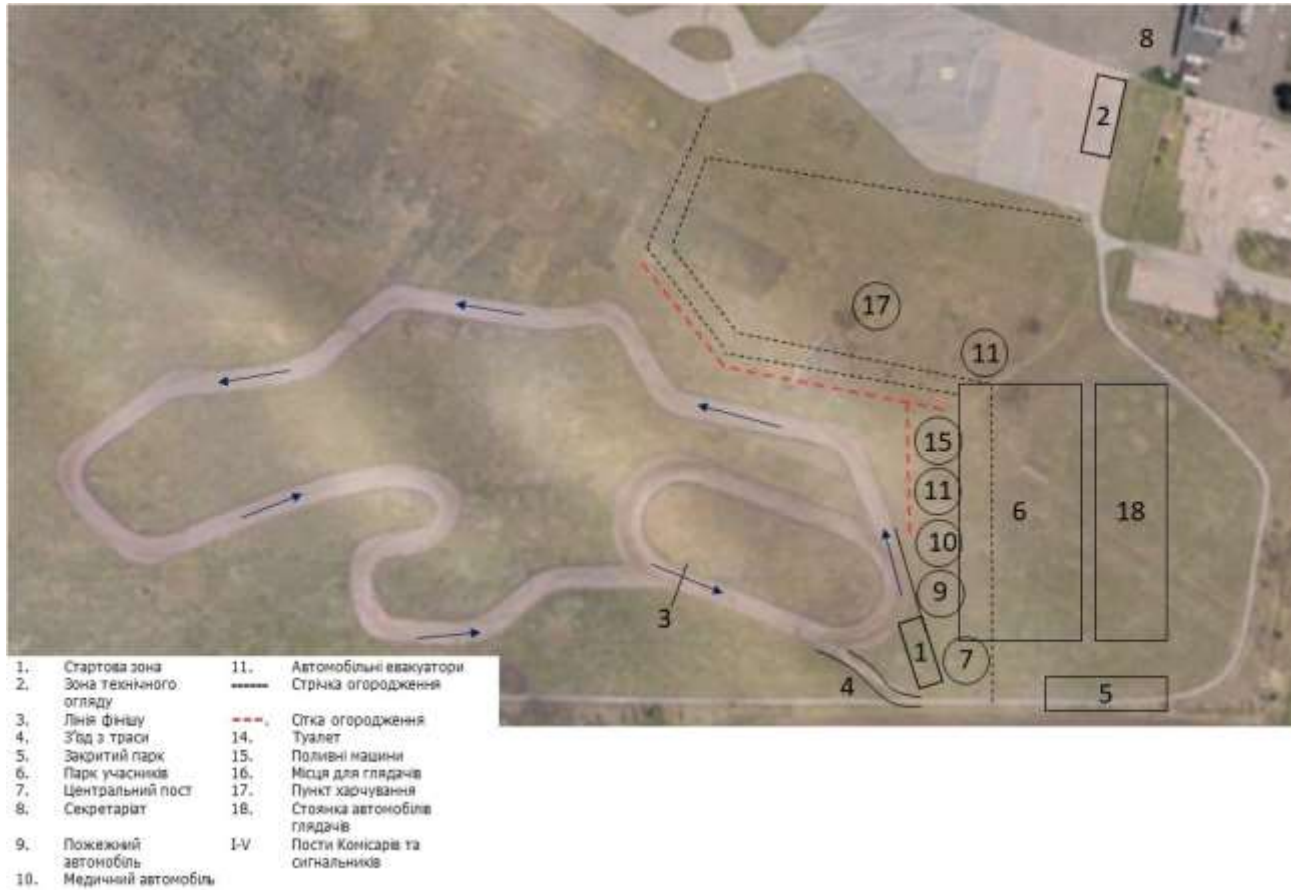 8
2
17
11
15
11
6
18
10
9
3
1
7
4
5
1. Стартова зона
2. Зона технічного
огляду
3. Лінія фінішу
4. З'їзд з траси
5. Закритий парк
6. Парк учасників
7. Центральний пост
8. Секретаріат
9. Пожежний
автомобіль
10. Медичний автомобіль
11. Автомобільні евакуатори
Стрічка огородження
Сітка огородження
14. Туалет
15. Поливні машини
16. Місця для глядачів
17. Пункт харчування
18. Стоянка автомобілів
глядачів
I-V Пости Комісарів та
сигнальників